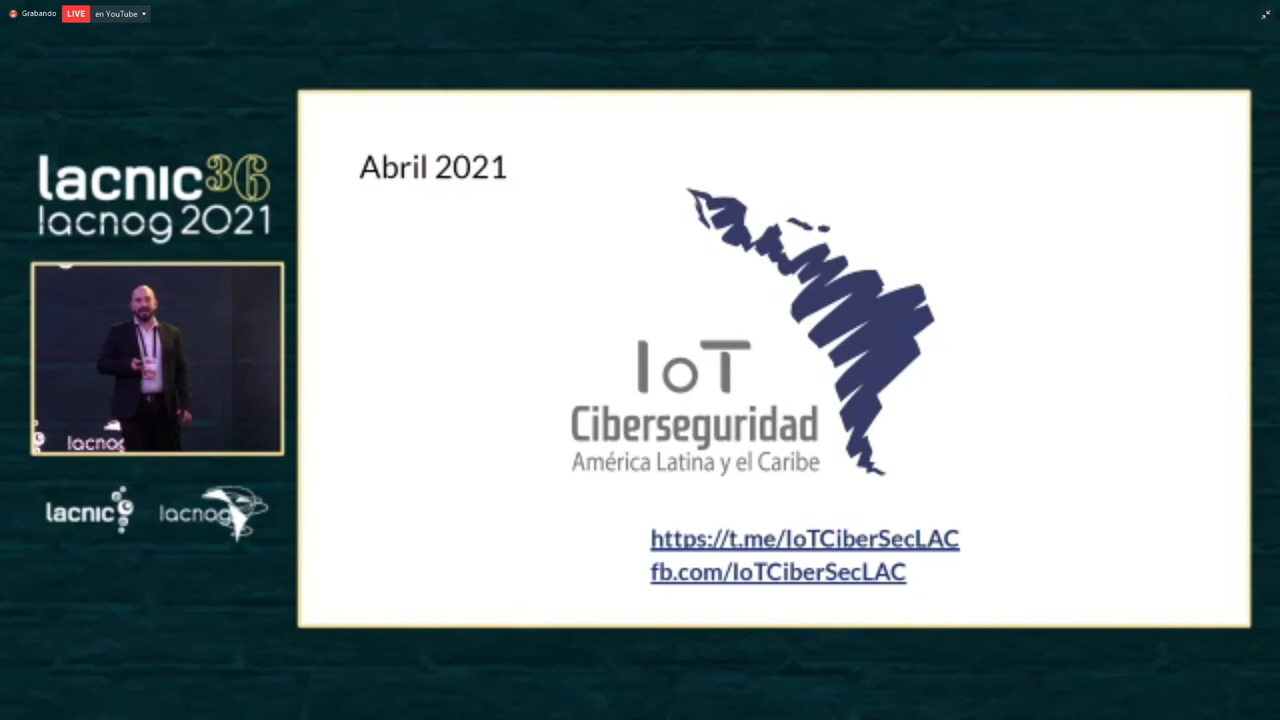 Grabando
LIVE
en YouTube
lacnic36
lacnog 2021
lacnog
lacnic
lacnog
Abril 2021
IoT
Ciberseguridad
América Latina y el Caribe
https://t.me/IoTCiberSecLAC
fb.com/IoTCiberSecLAC